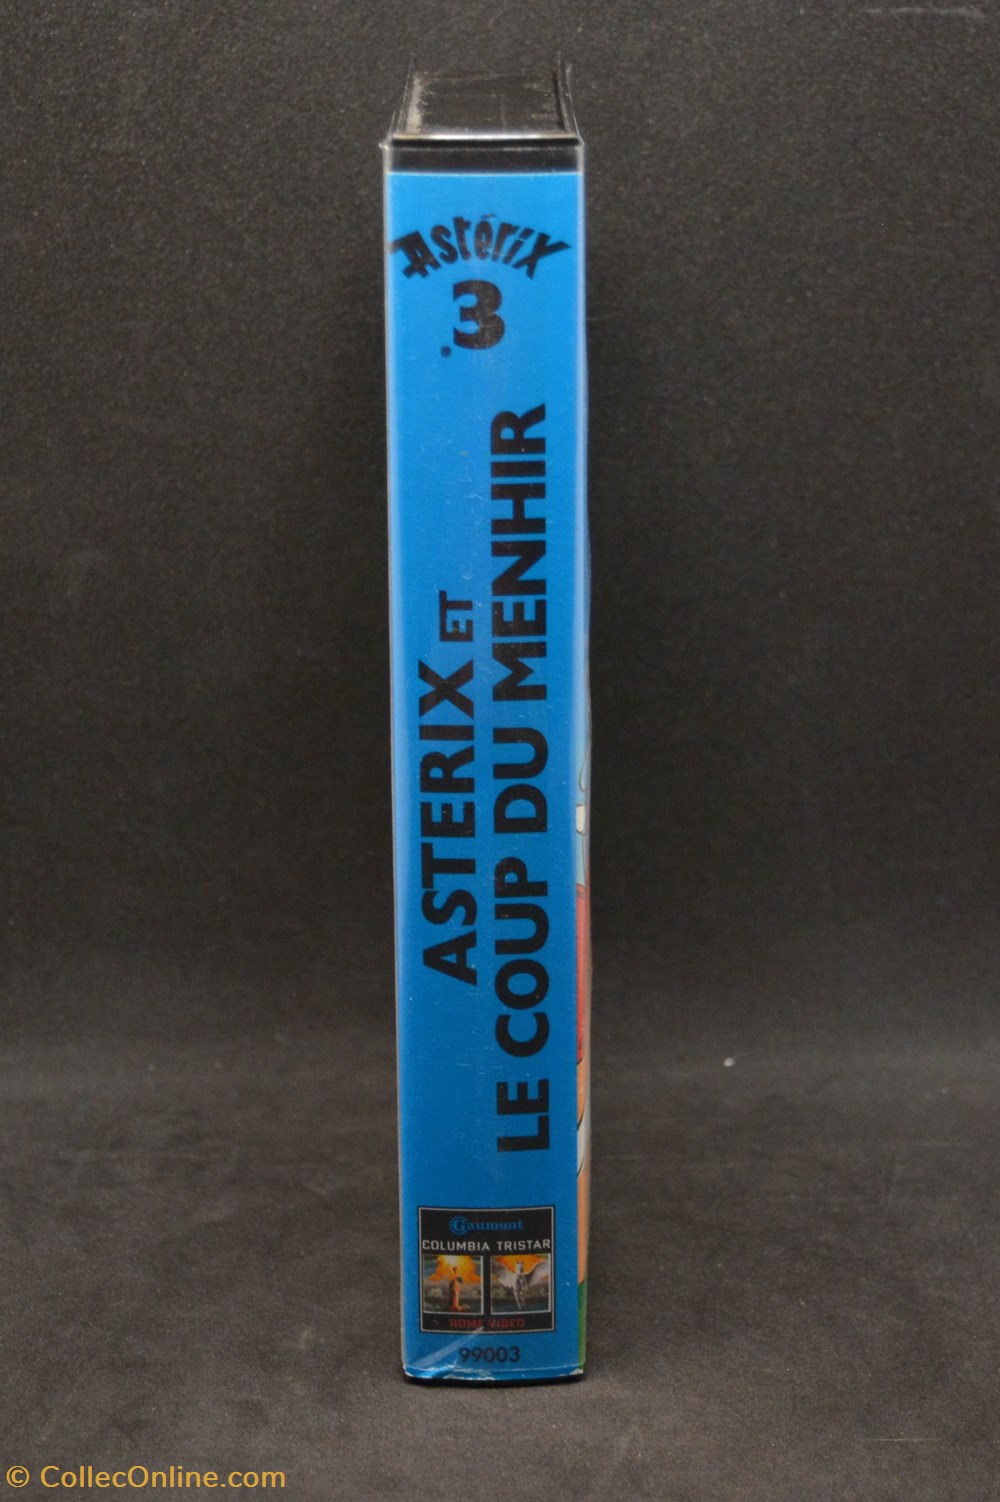 Astérix
3
ASTERIX ET
LE COUP DU MENHIR
Gaumont
COLUMBIA TRISTAR
HOME VIDEO
99003
© CollecOnline.com